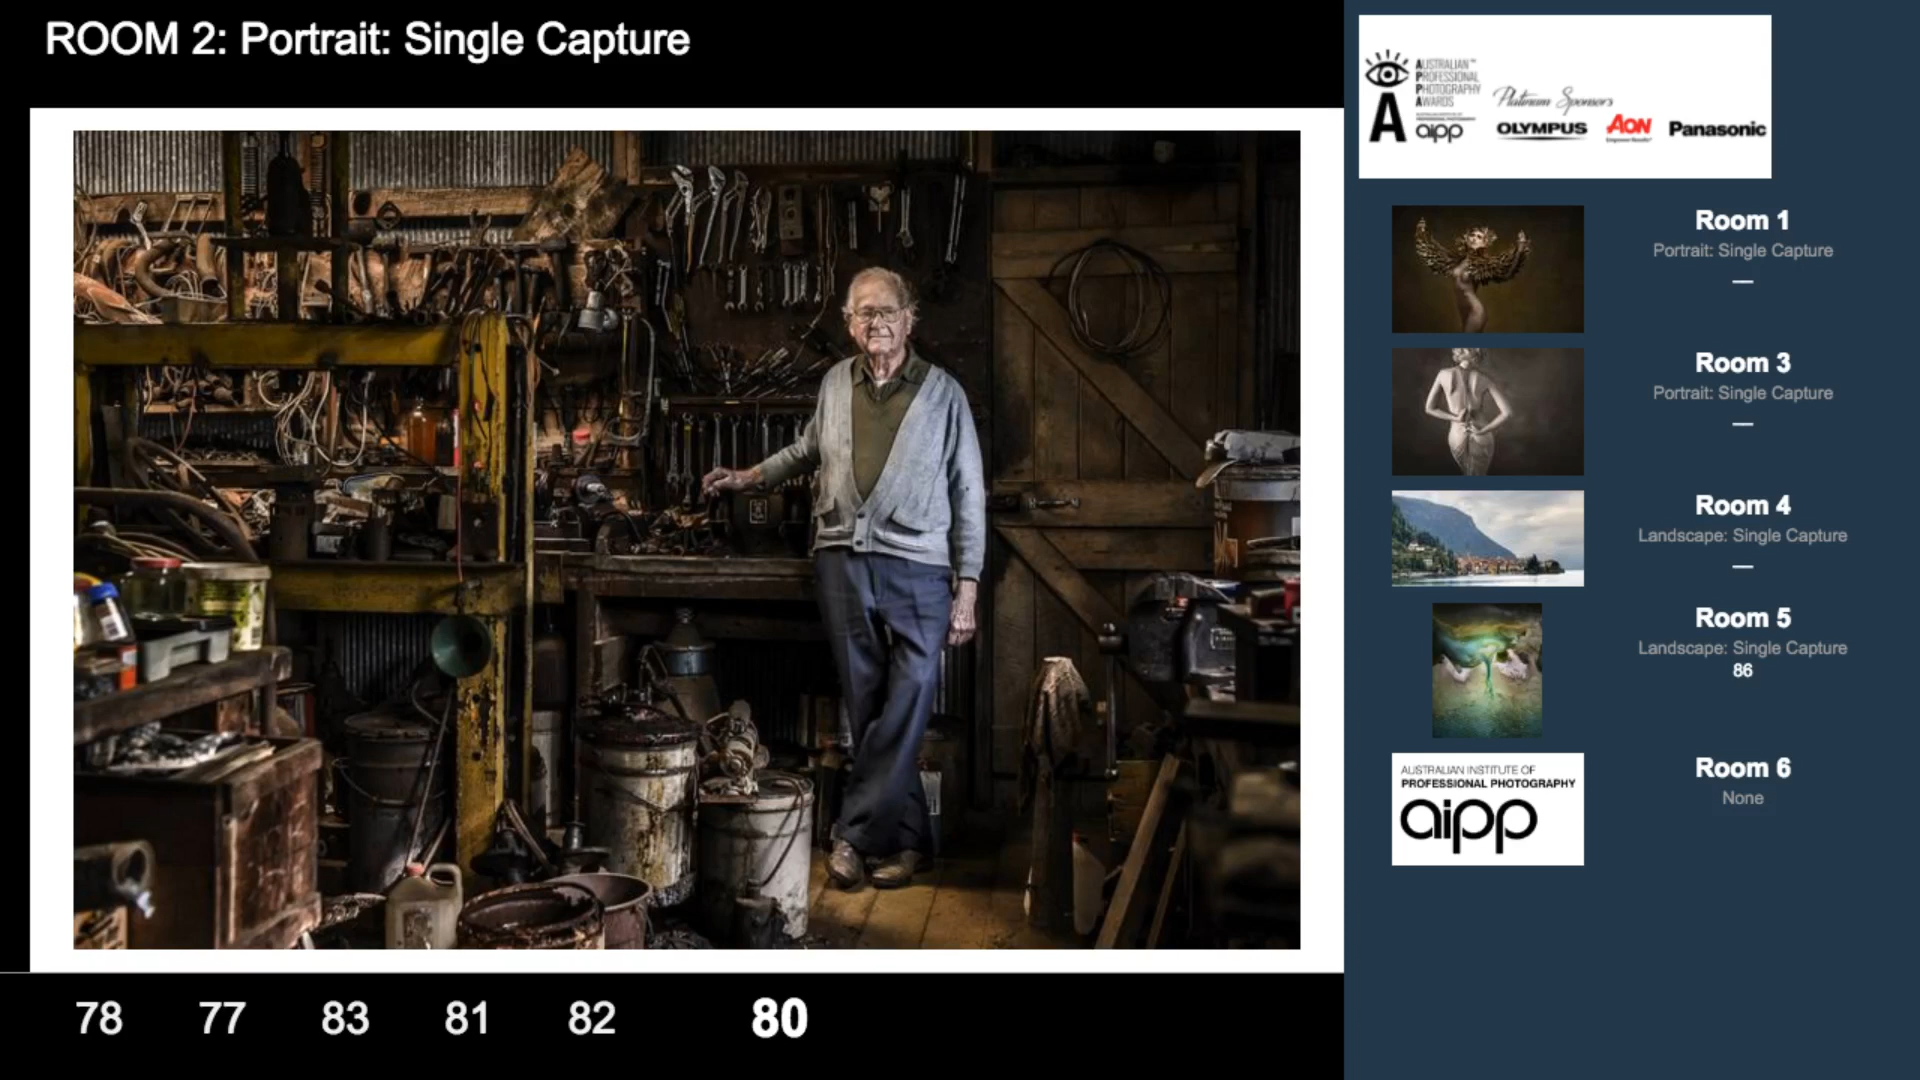 ROOM 2: Portrait: Single Capture
78 77 83 81 82 80
AUSTRALIAN™
PROFESSIONAL
PHOTOGRAPHY
AWARDS
aipp
Platinum Sponsors
OLYMPUS
AON
Panasonic
Room 1
Portrait: Single Capture
—
Room 3
Portrait: Single Capture
—
Room 4
Landscape: Single Capture
—
Room 5
Landscape: Single Capture
86
AUSTRALIAN INSTITUTE OF
PROFESSIONAL PHOTOGRAPHY
aipp
Room 6
None